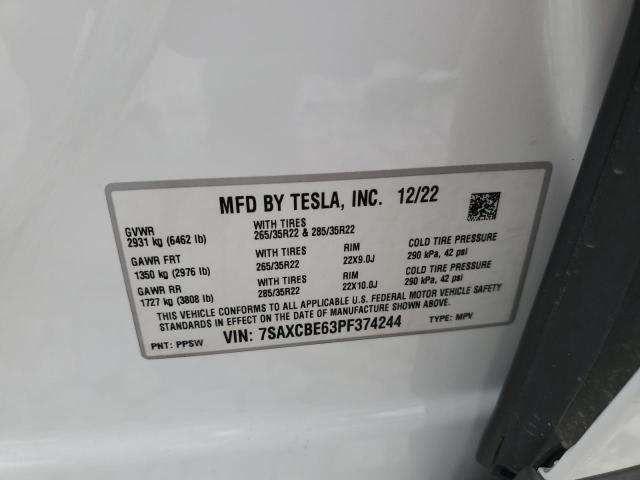 MFD BY TESLA, INC. 12/22
GVWR
2931 kg (6462 lb)
WITH TIRES
265/35R22 & 285/35R22
GAWR FRT
1350 kg (2976 lb)
WITH TIRES
265/35R22
RIM
22X9.0J
COLD TIRE PRESSURE
290 kPa, 42 psi
GAWR RR
1727 kg (3808 lb)
WITH TIRES
285/35R22
RIM
22X10.0J
COLD TIRE PRESSURE
290 kPa, 42 psi
THIS VEHICLE CONFORMS TO ALL APPLICABLE U.S. FEDERAL MOTOR VEHICLE SAFETY
STANDARDS IN EFFECT ON THE DATE OF MANUFACTURE SHOWN ABOVE.
PNT: PPSW
VIN: 7SAXCBE63PF374244
TYPE: MPV